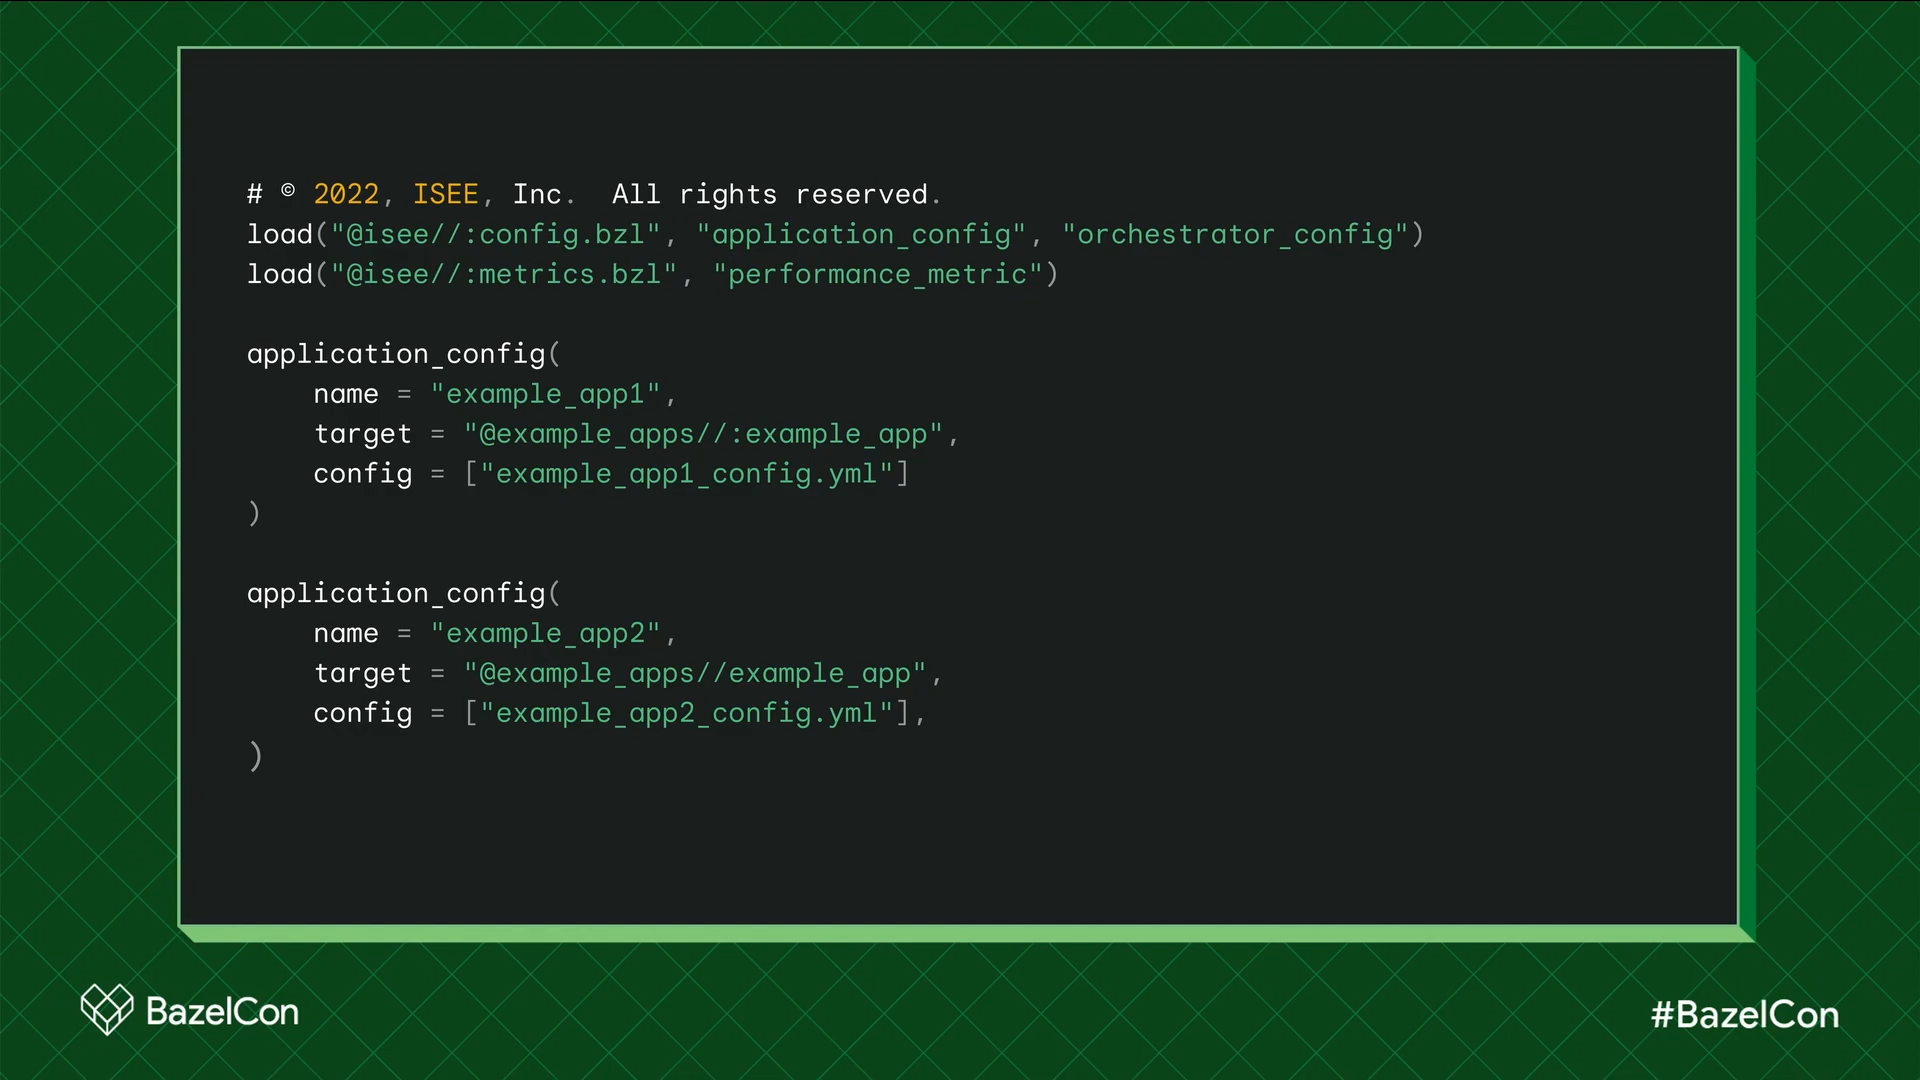 # © 2022, ISEE, Inc.  All rights reserved.
load("@isee//:config.bzl", "application_config", "orchestrator_config")
load("@isee//:metrics.bzl", "performance_metric")
application_config(
    name = "example_app1",
    target = "@example_apps//:example_app",
    config = ["example_app1_config.yml"]
)
application_config(
    name = "example_app2",
    target = "@example_apps//example_app",
    config = ["example_app2_config.yml"],
)
BazelCon
#BazelCon